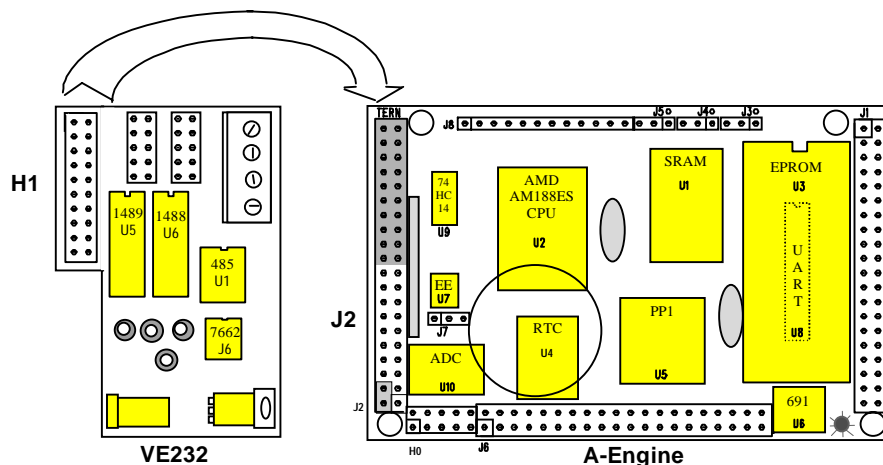 H1
1489
U5
1488
U6
485
U1
7662
J6
VE232
TERN
J8
J5
J4
J3
J1
74
HC
14
U9
AMD
AM188ES
CPU
U2
SRAM
U1
EPROM
U3
UART
U8
EE
U7
J7
J2
RTC
U4
PP1
U5
ADC
U10
691
U6
J2
H0
J6
A-Engine